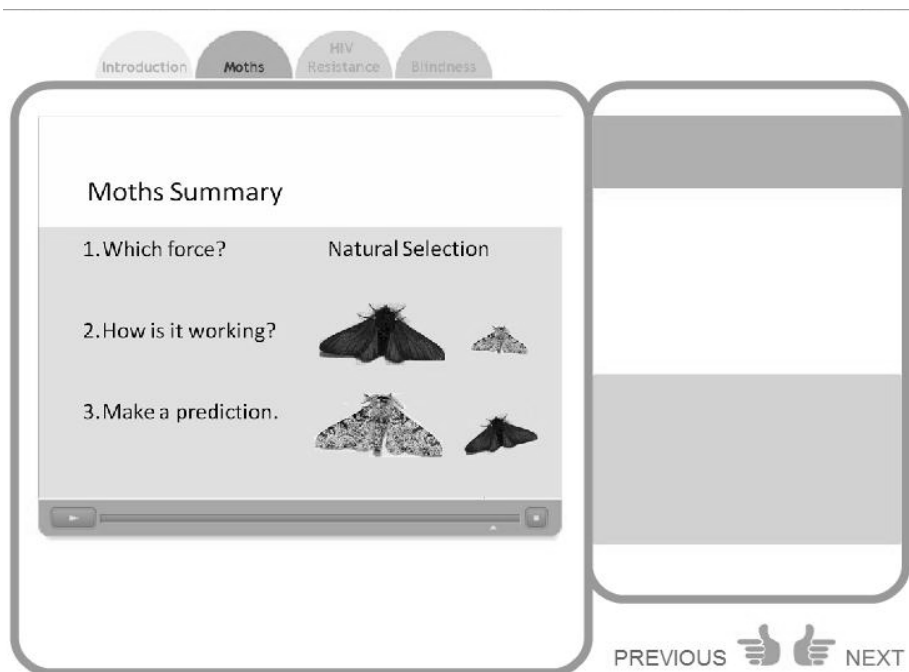 Introduction
Moths
HIV
Resistance
Blindness
Moths Summary
1.Which force?
Natural Selection
2.How is it working?
3.Make a prediction.
PREVIOUS
NEXT